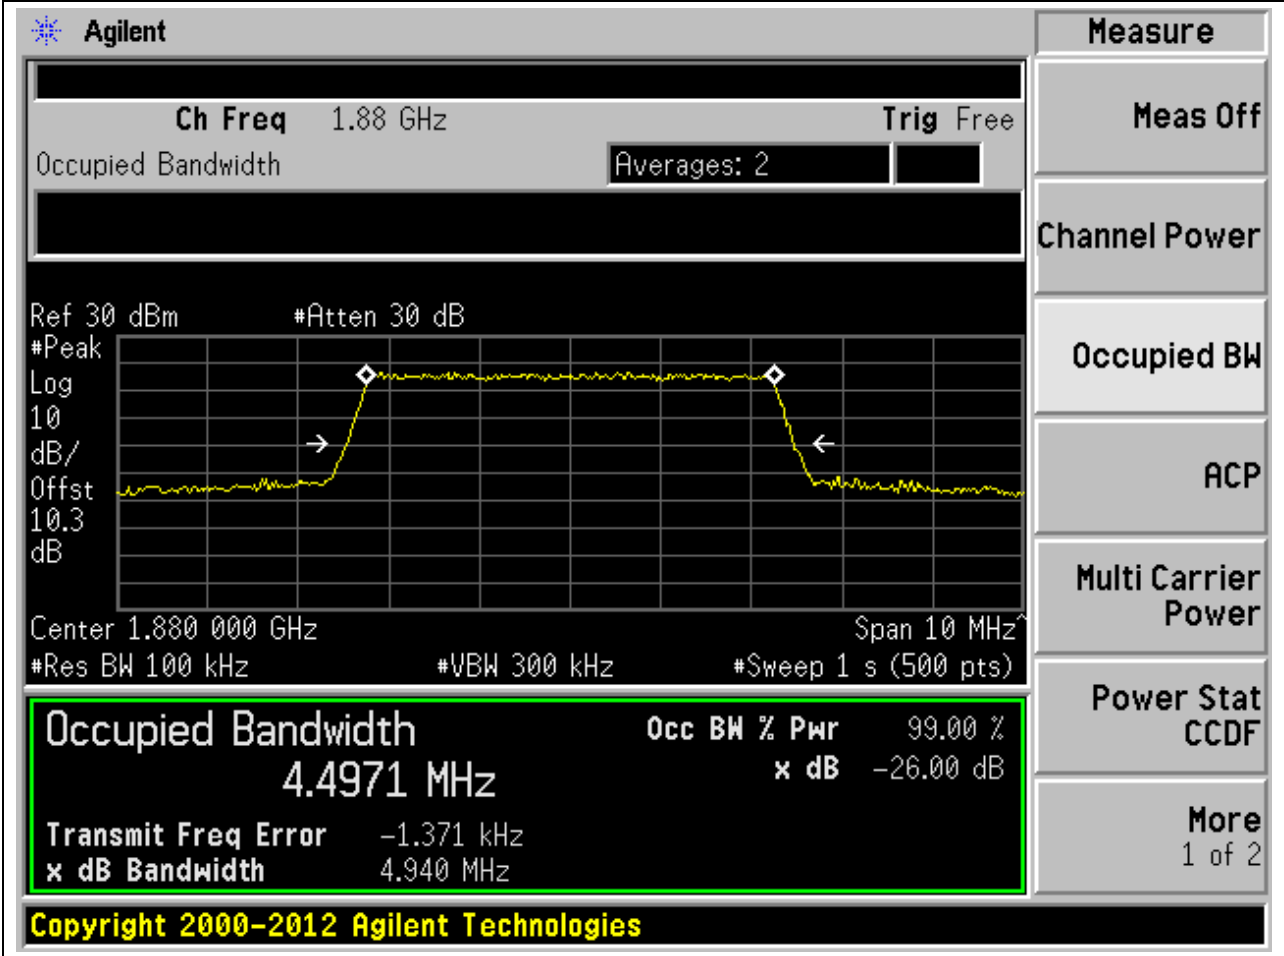 Agilent
Measure
Ch Freq 1.88 GHz Trig Free
Occupied Bandwidth Averages: 2
Meas Off
Channel Power
Occupied BW
ACP
Multi Carrier
Power
Power Stat
CCDF
More
1 of 2
Ref 30 dBm #Atten 30 dB
#Peak
Log
10
dB/
Offst
10.3
dB
Center 1.880 000 GHz Span 10 MHz^
#Res BW 100 kHz #VBW 300 kHz #Sweep 1 s (500 pts)
Occupied Bandwidth Occ BW % Pwr 99.00 %
4.4971 MHz x dB -26.00 dB
Transmit Freq Error -1.371 kHz
x dB Bandwidth 4.940 MHz
Copyright 2000-2012 Agilent Technologies